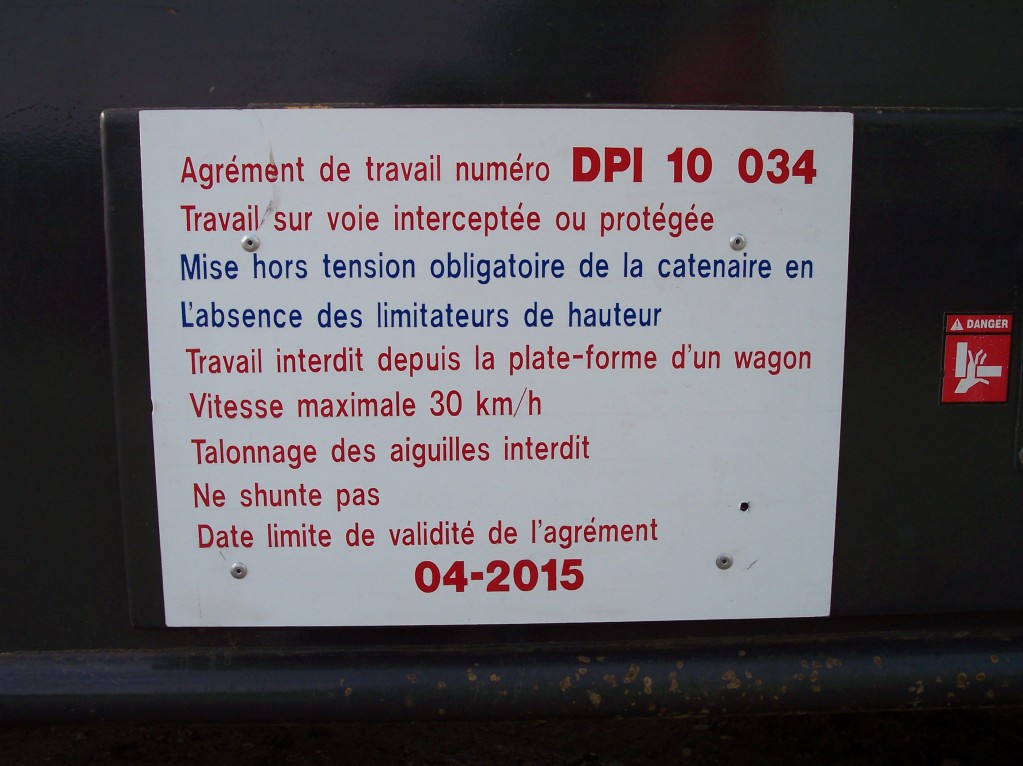 Agrément de travail numéro DPI 10 034
Travail sur voie interceptée ou protégée
Mise hors tension obligatoire de la catenaire en
L'absence des limitateurs de hauteur
Travail interdit depuis la plate-forme d'un wagon
Vitesse maximale 30 km/h
Talonnage des aiguilles interdit
Ne shunte pas
Date limite de validité de l'agrément
04-2015
DANGER